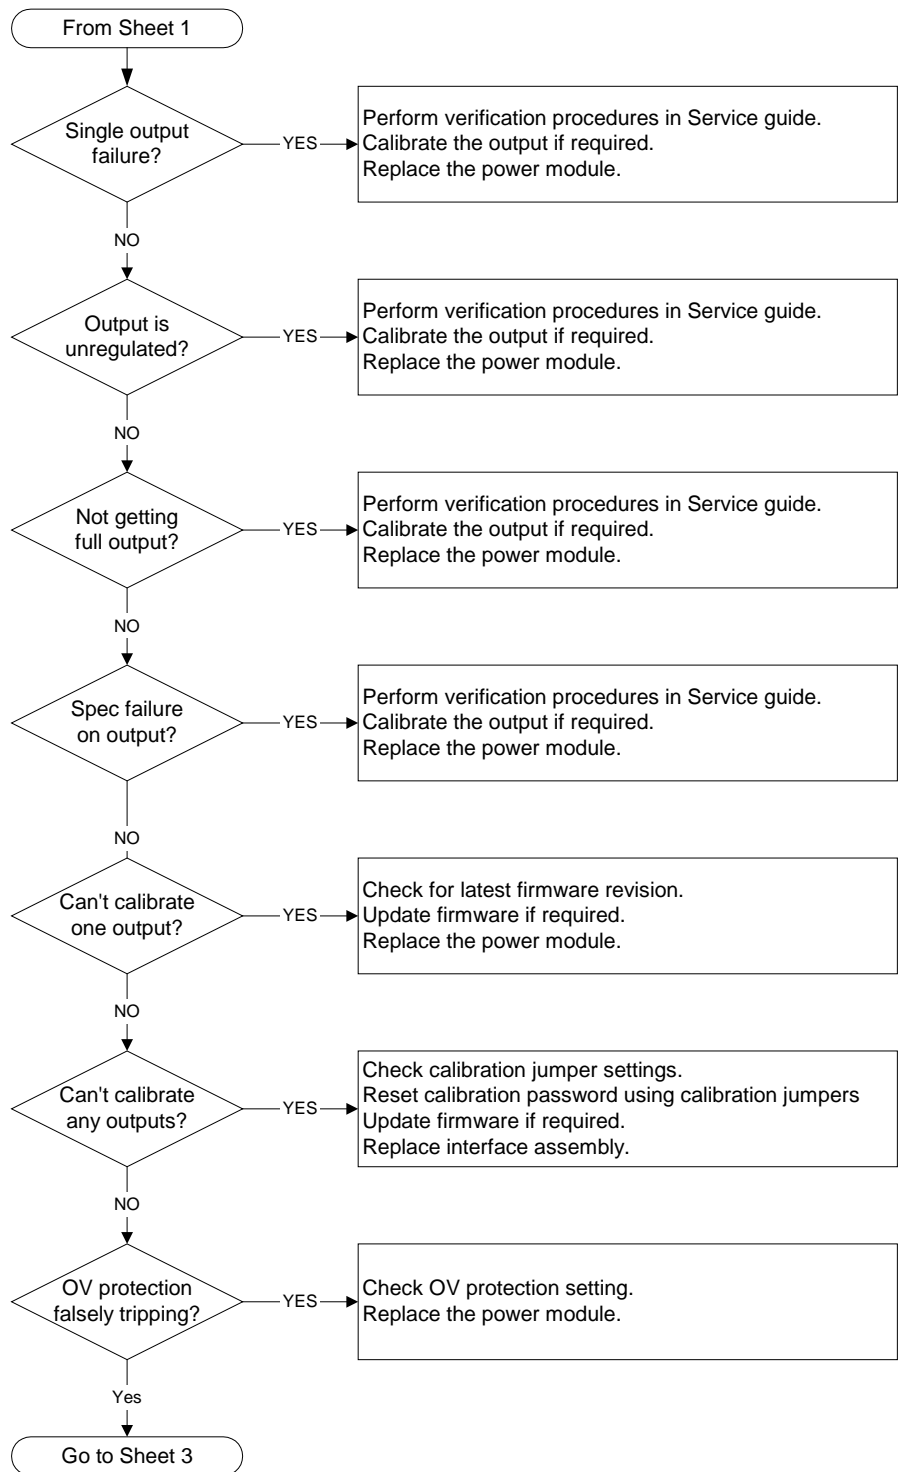 From Sheet 1
Single output
failure?
YES
Perform verification procedures in Service guide.
Calibrate the output if required.
Replace the power module.
NO
Output is
unregulated?
YES
Perform verification procedures in Service guide.
Calibrate the output if required.
Replace the power module.
NO
Not getting
full output?
YES
Perform verification procedures in Service guide.
Calibrate the output if required.
Replace the power module.
NO
Spec failure
on output?
YES
Perform verification procedures in Service guide.
Calibrate the output if required.
Replace the power module.
NO
Can't calibrate
one output?
YES
Check for latest firmware revision.
Update firmware if required.
Replace the power module.
NO
Can't calibrate
any outputs?
YES
Check calibration jumper settings.
Reset calibration password using calibration jumpers
Update firmware if required.
Replace interface assembly.
NO
OV protection
falsely tripping?
YES
Check OV protection setting.
Replace the power module.
Yes
Go to Sheet 3